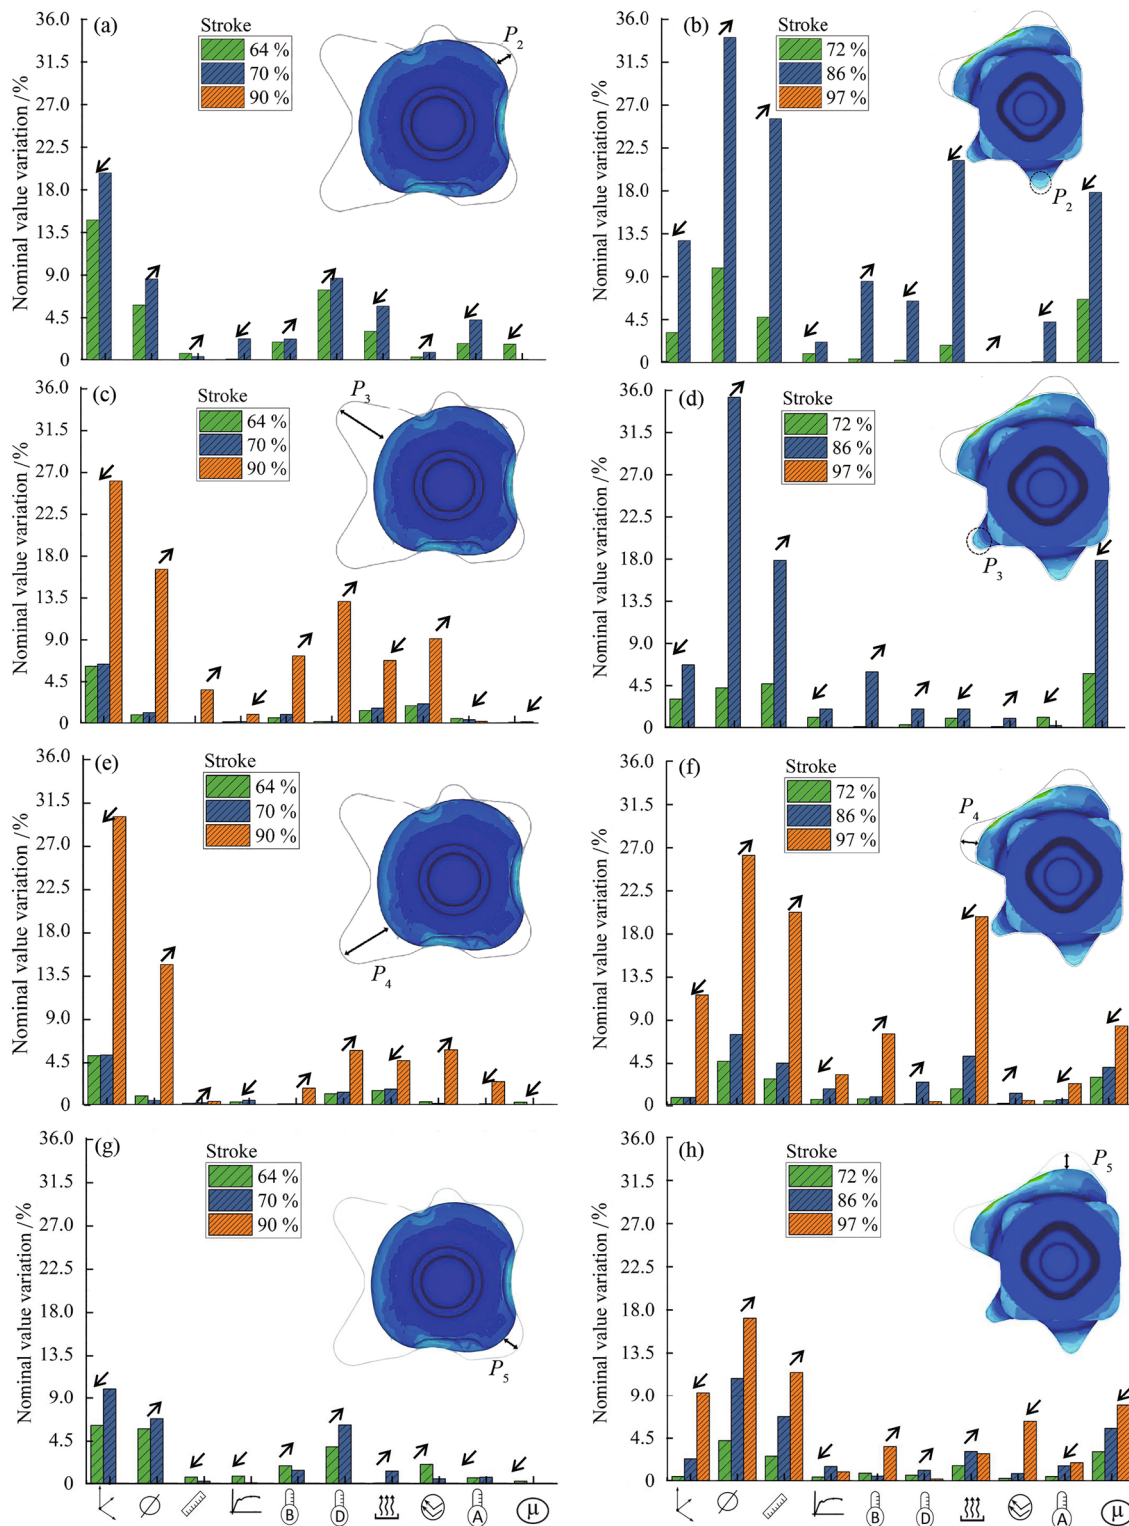 (a)
Nominal value variation /%
36.0
31.5
27.0
22.5
18.0
13.5
9.0
4.5
0
Stroke
64 %
70 %
90 %
P2
(b)
Nominal value variation /%
36.0
31.5
27.0
22.5
18.0
13.5
9.0
4.5
0
Stroke
72 %
86 %
97 %
P2
(c)
Nominal value variation /%
36.0
31.5
27.0
22.5
18.0
13.5
9.0
4.5
0
Stroke
64 %
70 %
90 %
P3
(d)
Nominal value variation /%
36.0
31.5
27.0
22.5
18.0
13.5
9.0
4.5
0
Stroke
72 %
86 %
97 %
P3
(e)
Nominal value variation /%
36.0
31.5
27.0
22.5
18.0
13.5
9.0
4.5
0
Stroke
64 %
70 %
90 %
P4
(f)
Nominal value variation /%
36.0
31.5
27.0
22.5
18.0
13.5
9.0
4.5
0
Stroke
72 %
86 %
97 %
P4
(g)
Nominal value variation /%
36.0
31.5
27.0
22.5
18.0
13.5
9.0
4.5
0
Stroke
64 %
70 %
90 %
P5
B D A μ
(h)
Nominal value variation /%
36.0
31.5
27.0
22.5
18.0
13.5
9.0
4.5
0
Stroke
72 %
86 %
97 %
P5
B D A μ